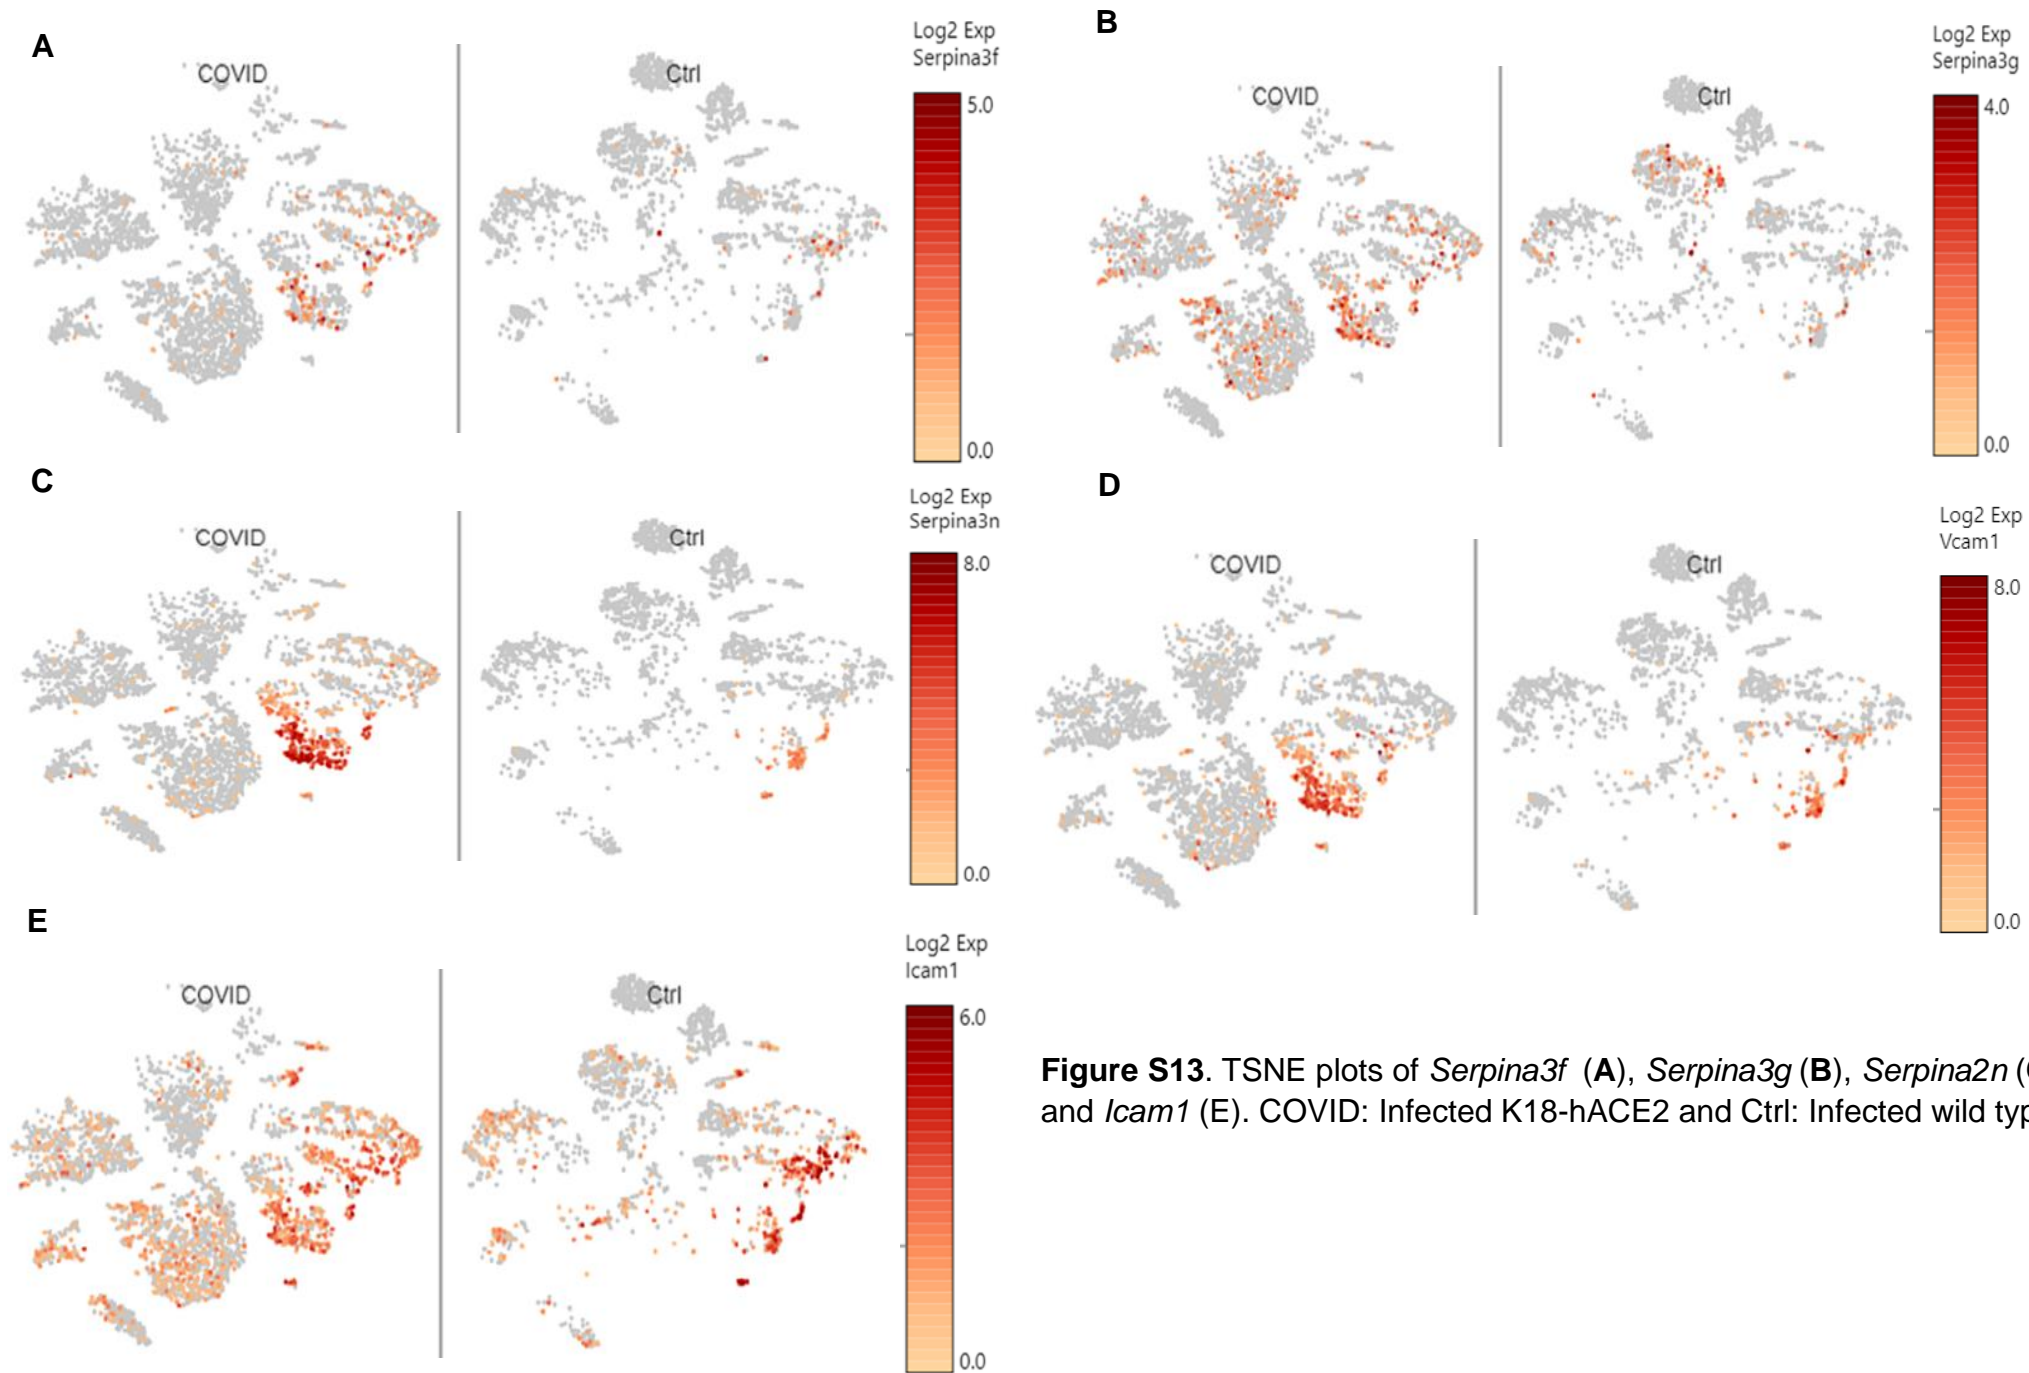 A
COVID
Ctrl
Log2 Exp
Serpina3f
5.0
0.0
B
COVID
Ctrl
Log2 Exp
Serpina3g
4.0
0.0
C
COVID
Ctrl
Log2 Exp
Serpina3n
8.0
0.0
D
COVID
Ctrl
Log2 Exp
Vcam1
8.0
0.0
E
COVID
Ctrl
Log2 Exp
Icam1
6.0
0.0
Figure S13. TSNE plots of Serpina3f (A), Serpina3g (B), Serpina2n (
and Icam1 (E). COVID: Infected K18-hACE2 and Ctrl: Infected wild